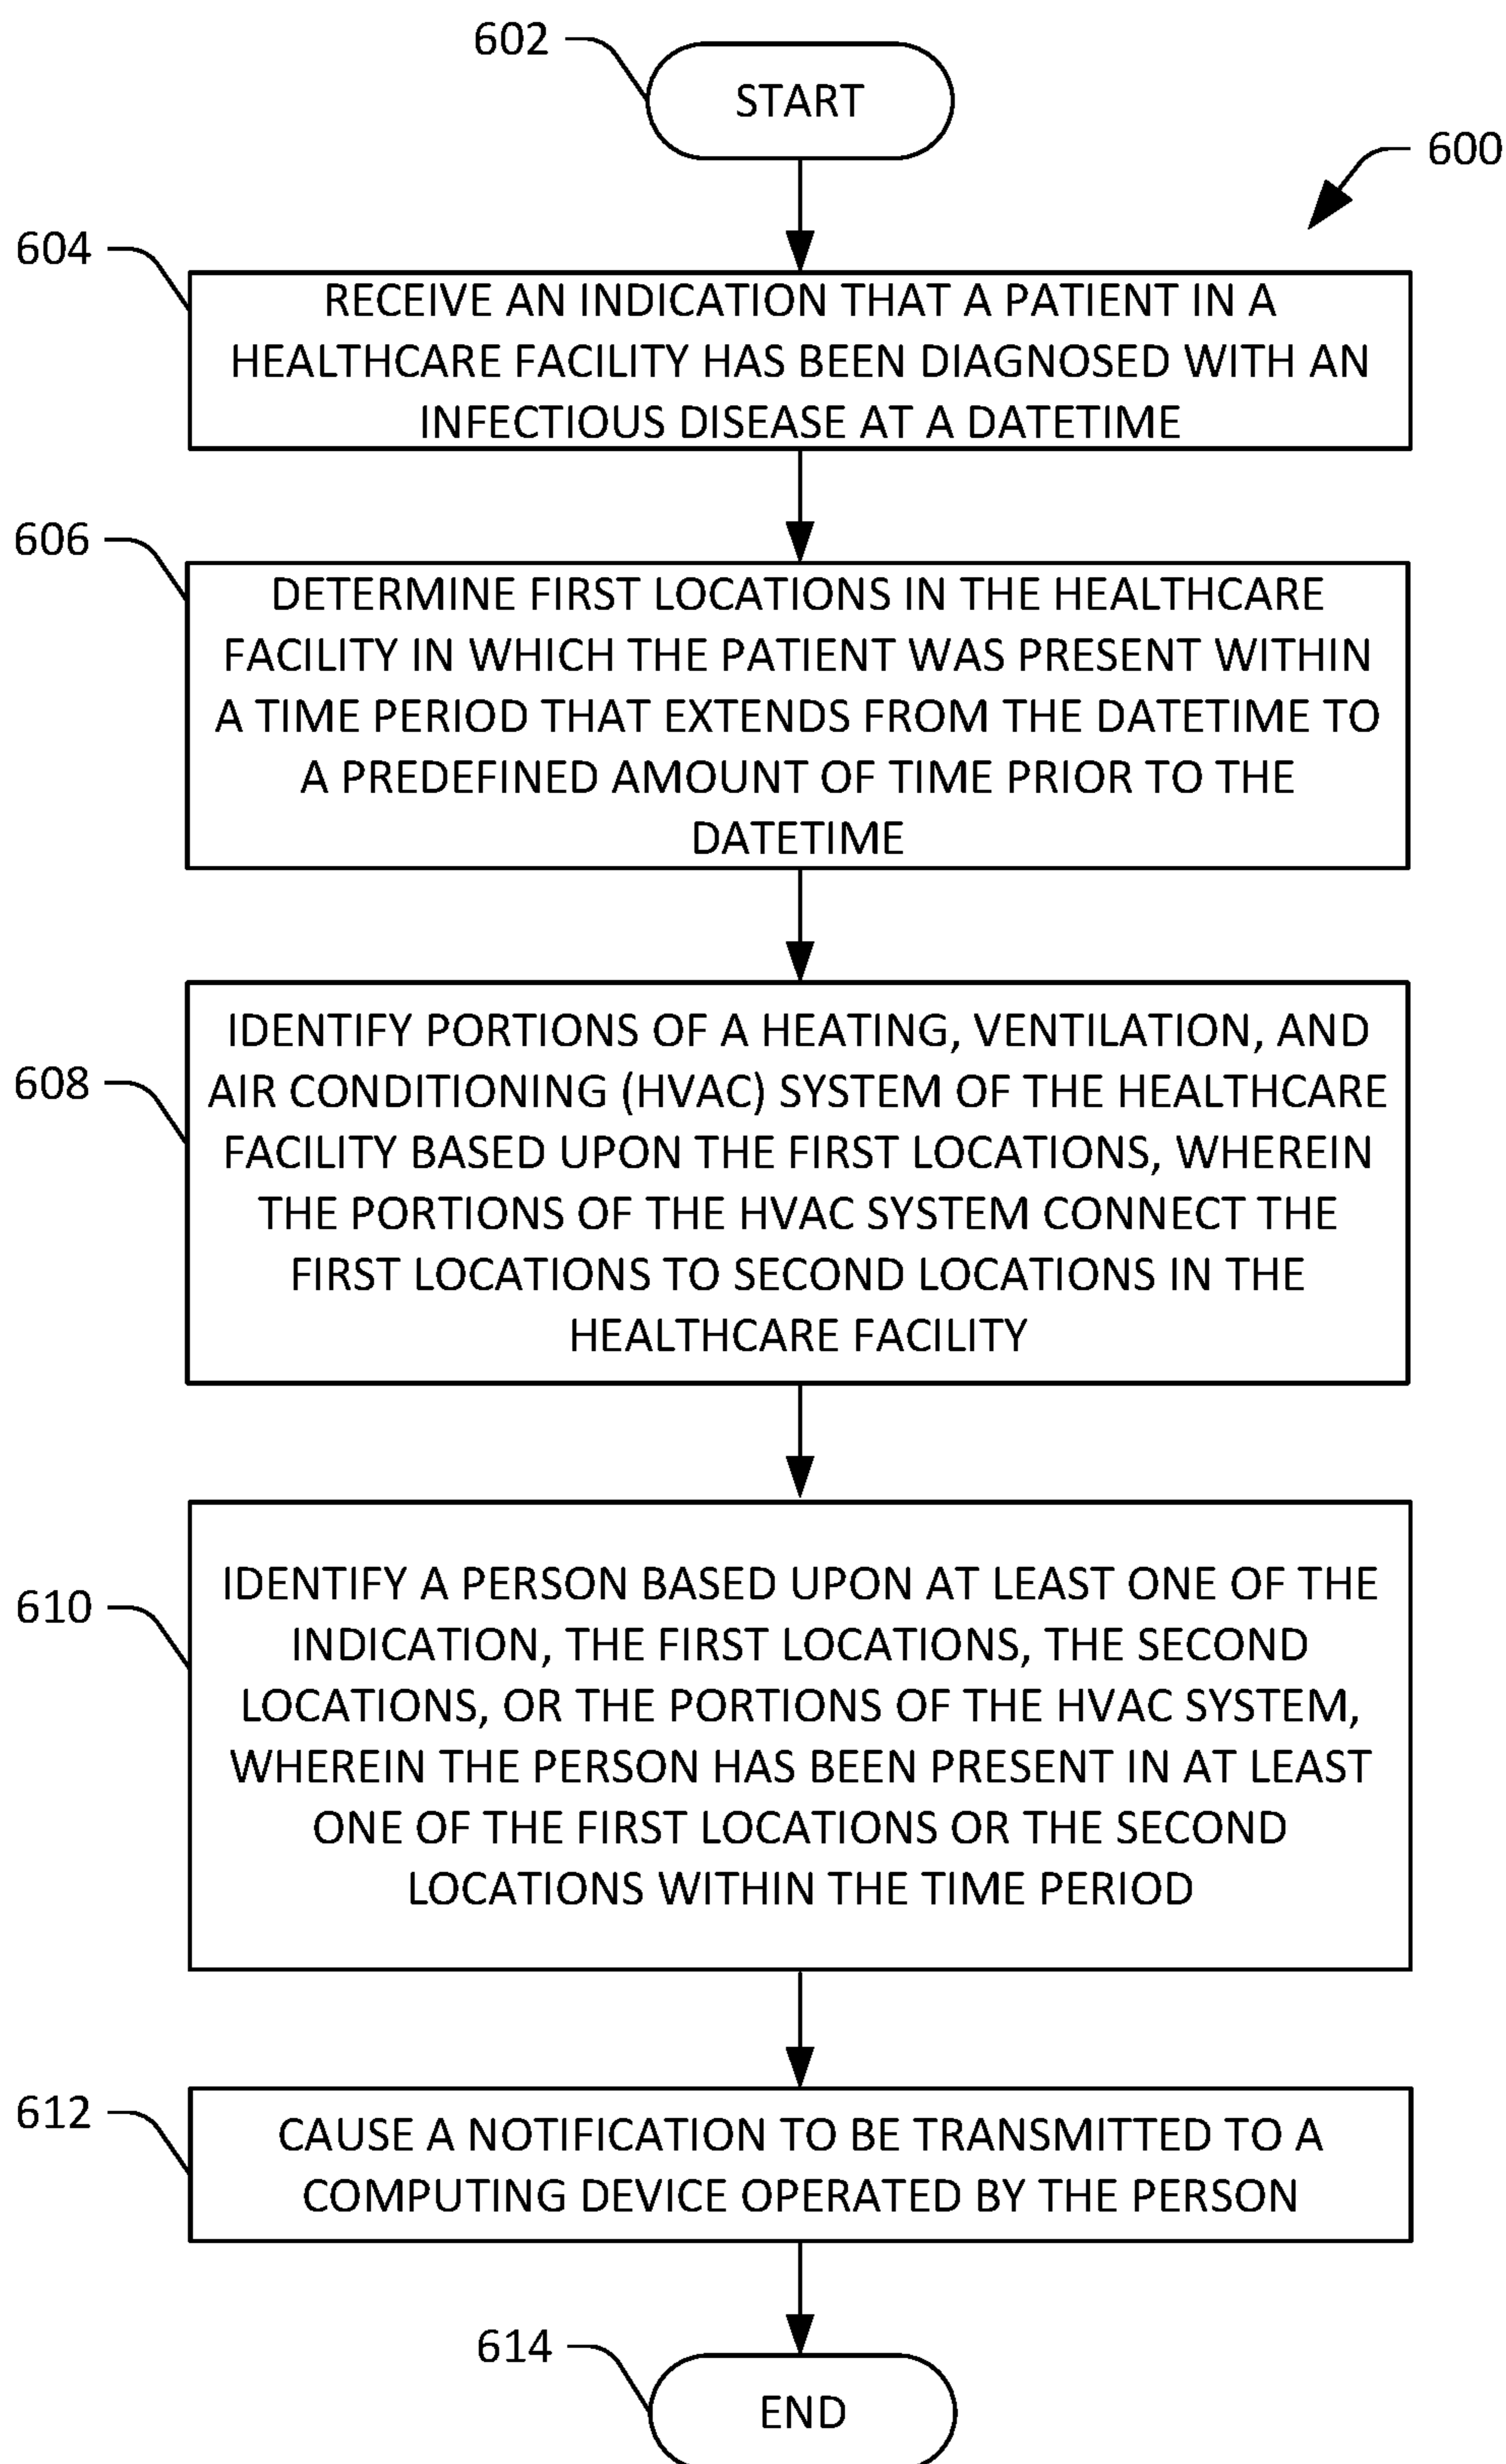 602
START
600
604
RECEIVE AN INDICATION THAT A PATIENT IN A
HEALTHCARE FACILITY HAS BEEN DIAGNOSED WITH AN
INFECTIOUS DISEASE AT A DATETIME
606
DETERMINE FIRST LOCATIONS IN THE HEALTHCARE
FACILITY IN WHICH THE PATIENT WAS PRESENT WITHIN
A TIME PERIOD THAT EXTENDS FROM THE DATETIME TO
A PREDEFINED AMOUNT OF TIME PRIOR TO THE
DATETIME
608
IDENTIFY PORTIONS OF A HEATING, VENTILATION, AND
AIR CONDITIONING (HVAC) SYSTEM OF THE HEALTHCARE
FACILITY BASED UPON THE FIRST LOCATIONS, WHEREIN
THE PORTIONS OF THE HVAC SYSTEM CONNECT THE
FIRST LOCATIONS TO SECOND LOCATIONS IN THE
HEALTHCARE FACILITY
610
IDENTIFY A PERSON BASED UPON AT LEAST ONE OF THE
INDICATION, THE FIRST LOCATIONS, THE SECOND
LOCATIONS, OR THE PORTIONS OF THE HVAC SYSTEM,
WHEREIN THE PERSON HAS BEEN PRESENT IN AT LEAST
ONE OF THE FIRST LOCATIONS OR THE SECOND
LOCATIONS WITHIN THE TIME PERIOD
612
CAUSE A NOTIFICATION TO BE TRANSMITTED TO A
COMPUTING DEVICE OPERATED BY THE PERSON
614
END